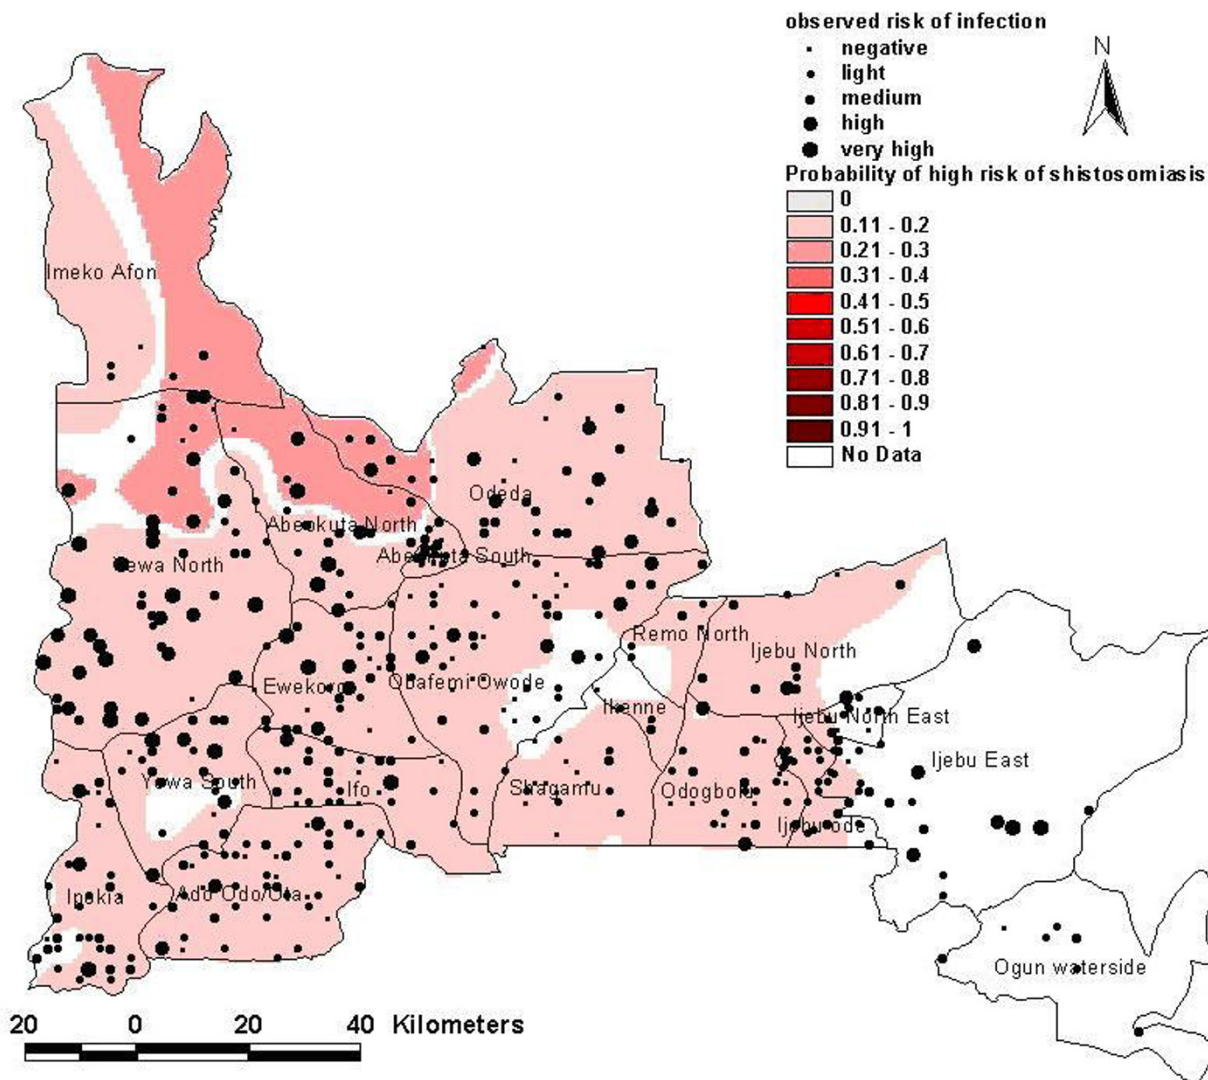 observed risk of infection
negative
light
medium
high
very high
N
Probability of high risk of shistosomiasis
0
0.11 - 0.2
0.21 - 0.3
0.31 - 0.4
0.41 - 0.5
0.51 - 0.6
0.61 - 0.7
0.71 - 0.8
0.81 - 0.9
0.91 - 1
No Data
Imeko Afon
Odeda
Abeokuta North
Abeokuta South
Yewa North
Remo North
Ijebu North
Ewekoro
Obafemi Owode
Ikenne
Ijebu North East
Ijebu East
Yewa South
Ifo
Shagamu
Odogbolu
Ijebu ode
Ipokia
Ado Odo/Ota
Ogun waterside
20 0 20 40 Kilometers